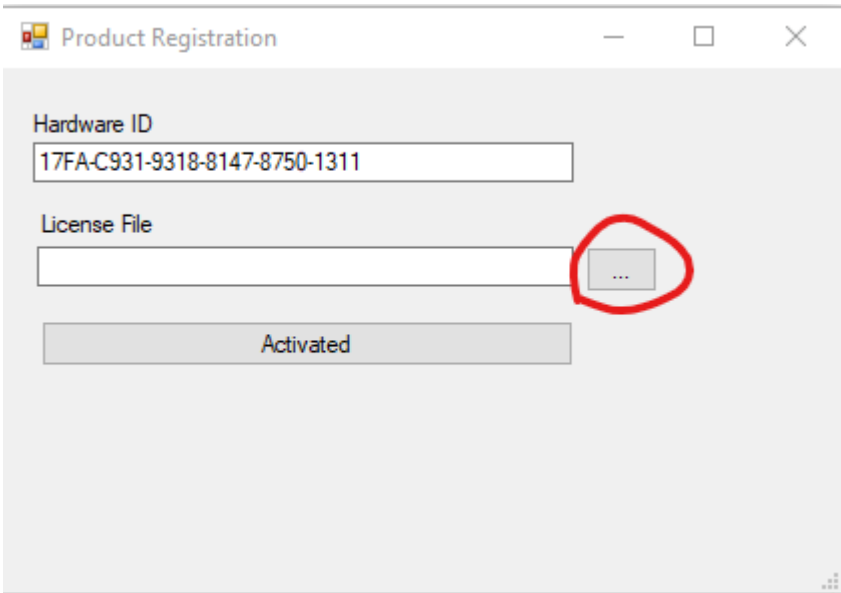 Product Registration
Hardware ID
17FA-C931-9318-8147-8750-1311
License File
...
Activated